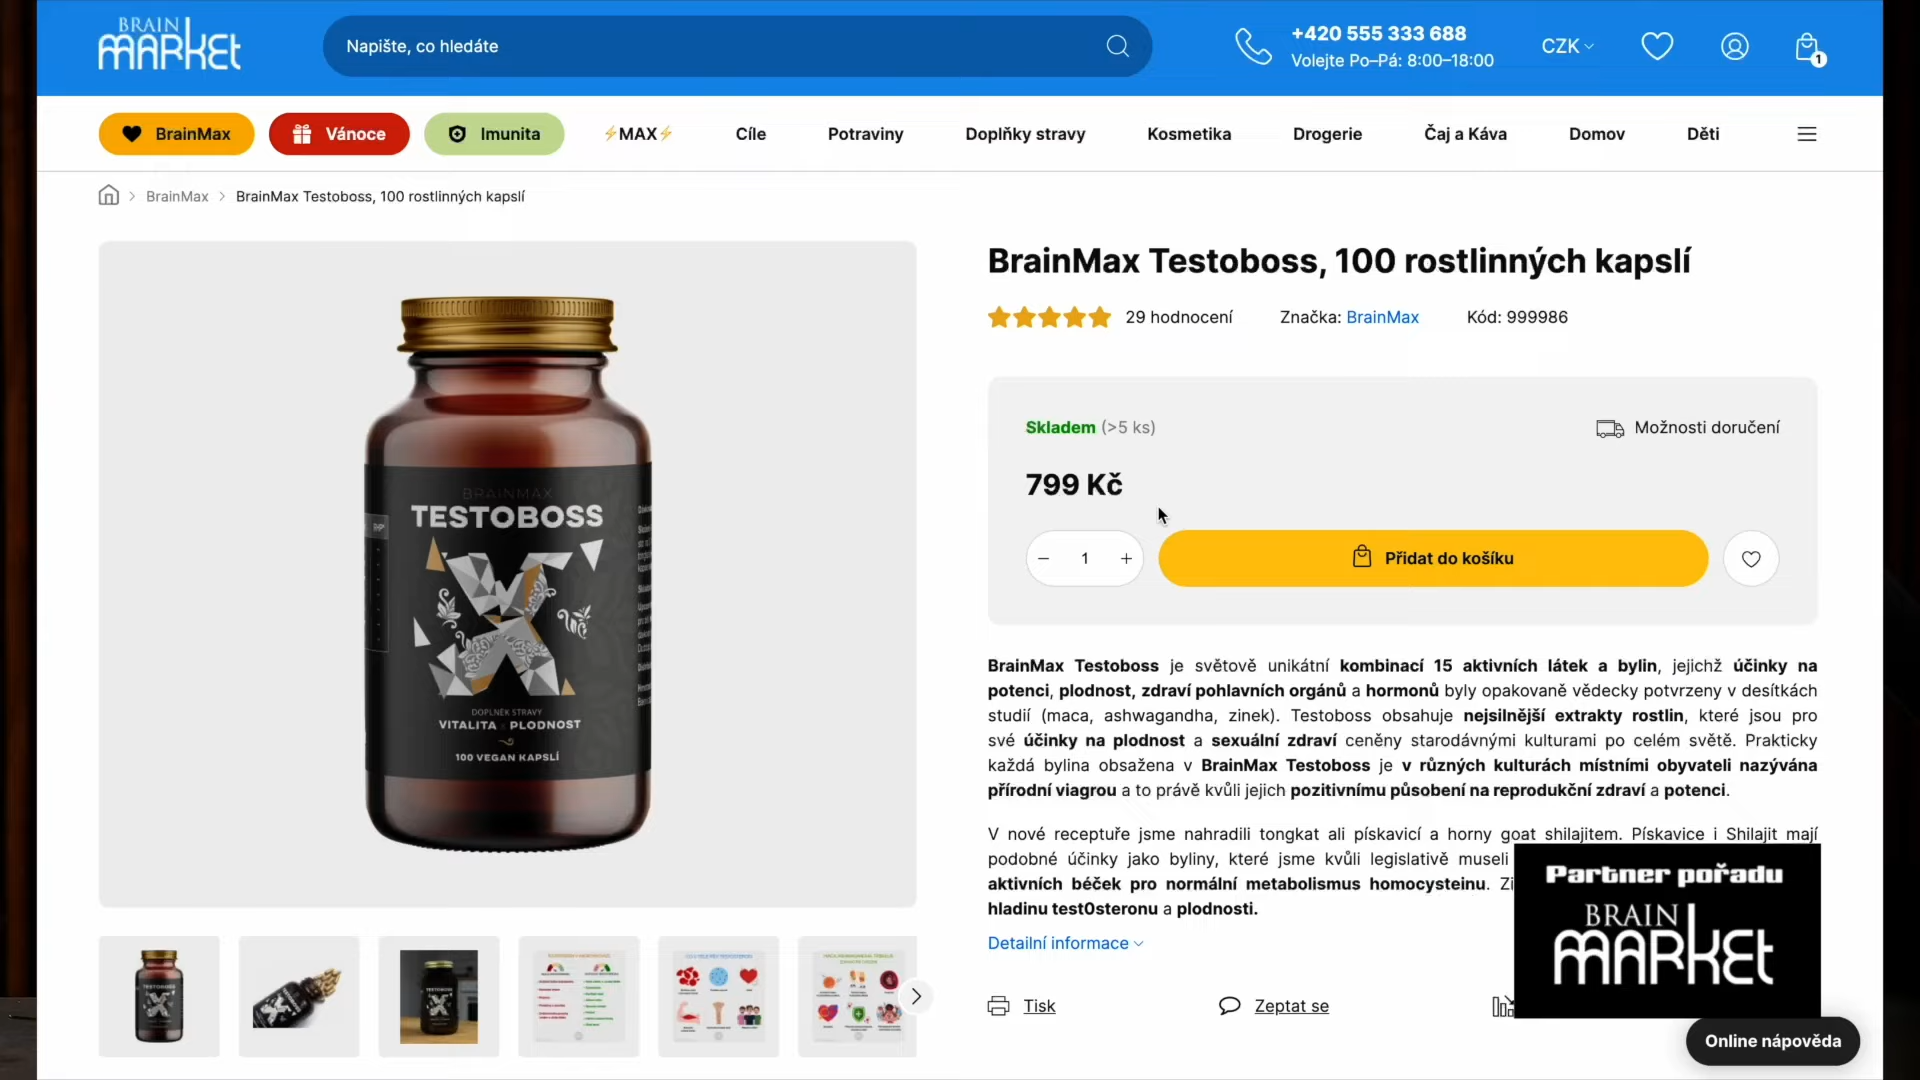 BRAIN
MARKET
Napište, co hledáte
+420 555 333 688
Volejte Po–Pá: 8:00–18:00
CZK
1
BrainMax
Vánoce
Imunita
⚡MAX⚡
Cíle
Potraviny
Doplňky stravy
Kosmetika
Drogerie
Čaj a Káva
Domov
Děti
BrainMax
BrainMax Testoboss, 100 rostlinných kapslí
BRAINMAX
TESTOBOSS
DOPLNĚK STRAVY
VITALITA PLODNOST
100 VEGAN KAPSLÍ
BrainMax Testoboss, 100 rostlinných kapslí
29 hodnocení
Značka: BrainMax
Kód: 999986
Skladem (>5 ks)
Možnosti doručení
799 Kč
− 1 +
Přidat do košíku
BrainMax Testoboss je světově unikátní kombinací 15 aktivních látek a bylin, jejichž účinky na
potenci, plodnost, zdraví pohlavních orgánů a hormonů byly opakovaně vědecky potvrzeny v desítkách
studií (maca, ashwagandha, zinek). Testoboss obsahuje nejsilnější extrakty rostlin, které jsou pro
své účinky na plodnost a sexuální zdraví ceněny starodávnými kulturami po celém světě. Prakticky
každá bylina obsažena v BrainMax Testoboss je v různých kulturách místními obyvateli nazývána
přírodní viagrou a to právě kvůli jejich pozitivnímu působení na reprodukční zdraví a potenci.
V nové receptuře jsme nahradili tongkat ali pískavicí a horny goat shilajitem. Pískavice i Shilajit mají
podobné účinky jako byliny, které jsme kvůli legislativě museli
aktivních béček pro normální metabolismus homocysteinu. Zi
hladinu test0steronu a plodnosti.
Detailní informace
Tisk
Zeptat se
Partner pořadu
BRAIN
MARKET
Online nápověda